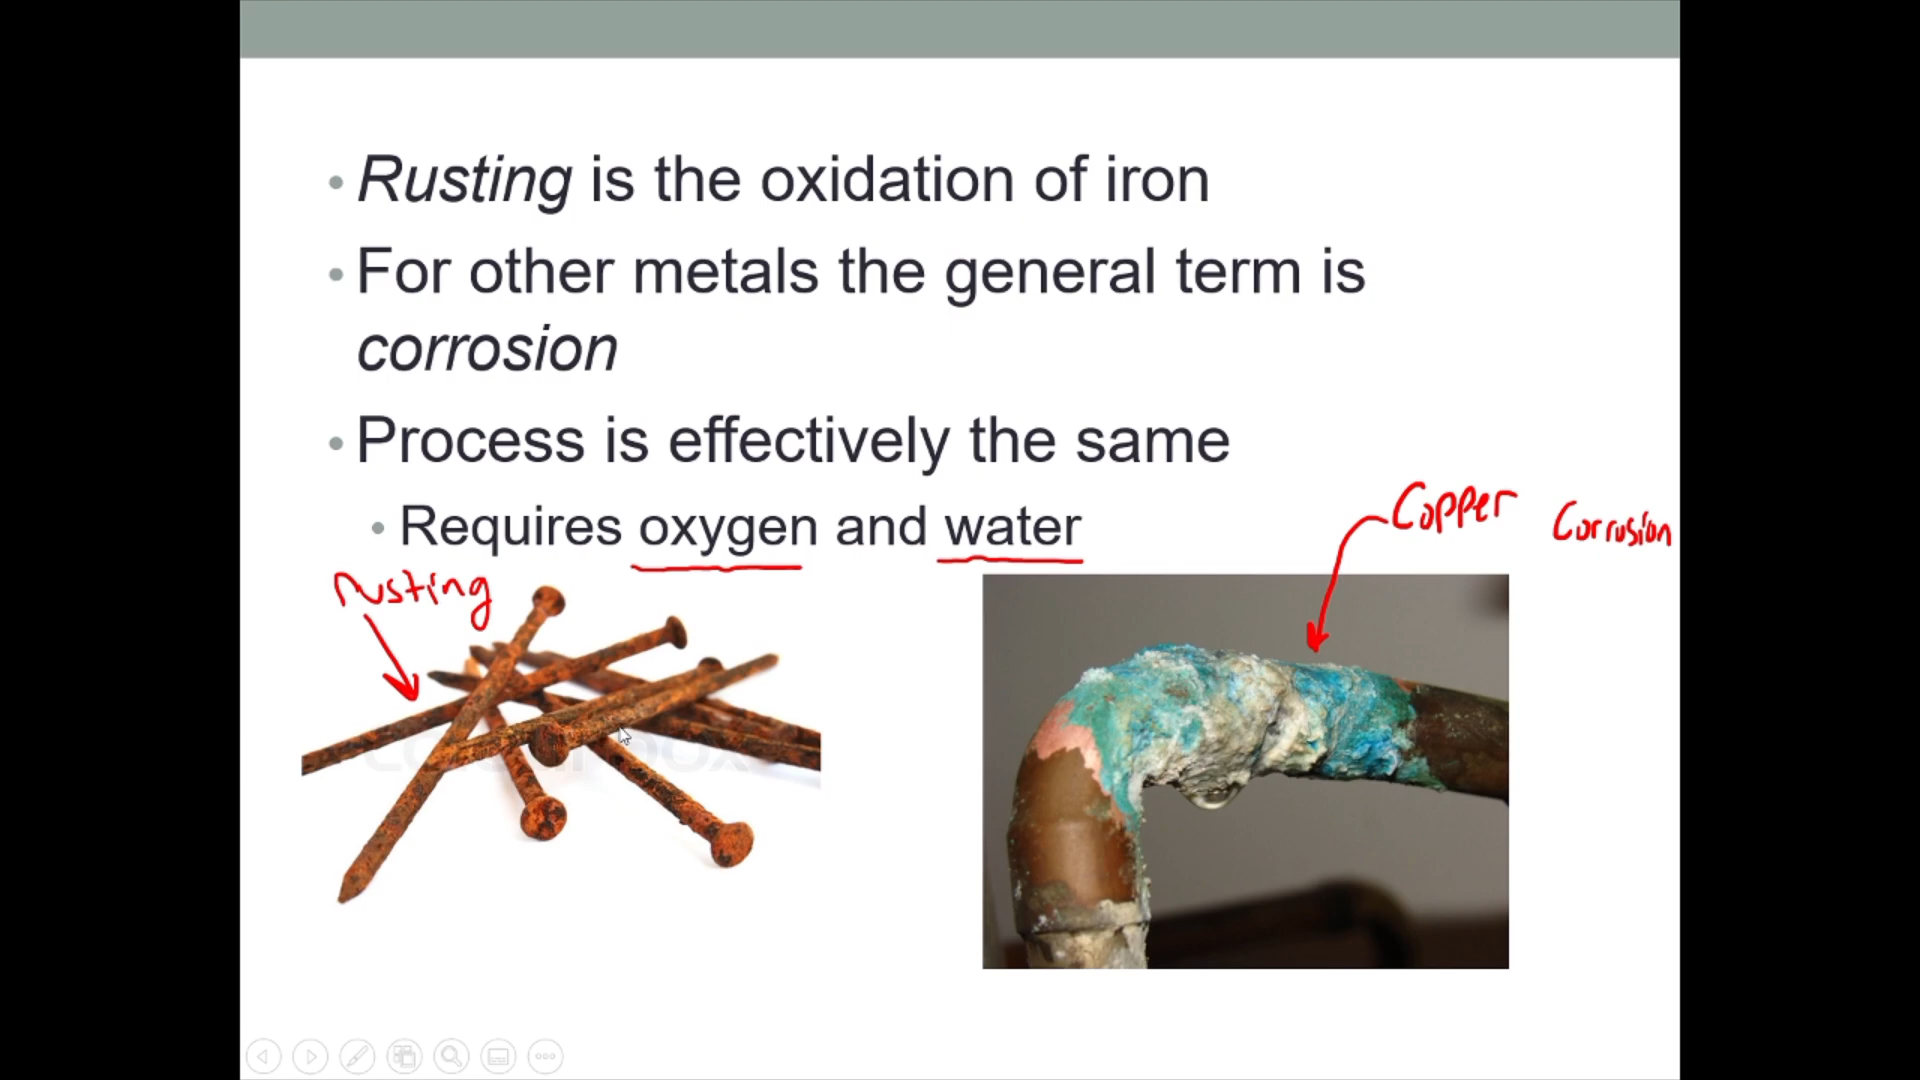 • Rusting is the oxidation of iron
• For other metals the general term is
corrosion
• Process is effectively the same
• Requires oxygen and water
Copper Corrosion
rusting